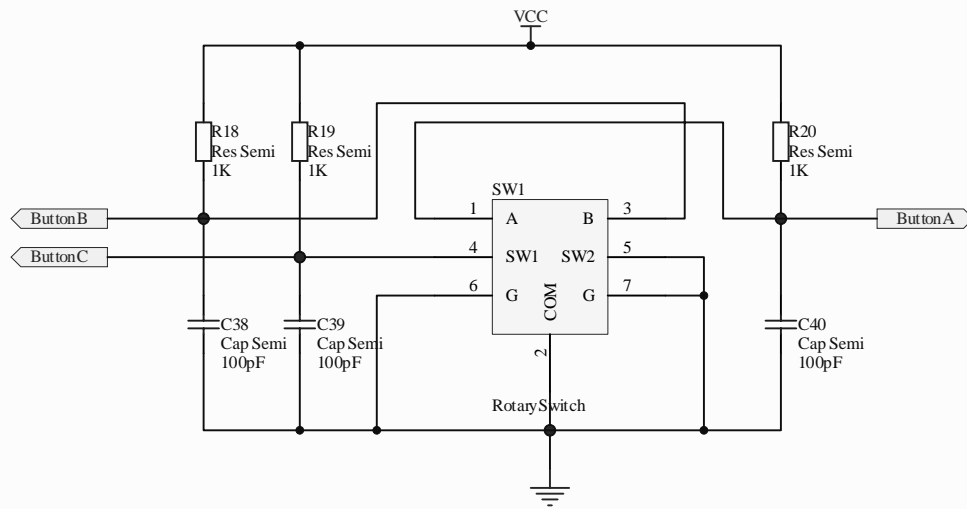 VCC
R18
Res Semi
1K
R19
Res Semi
1K
R20
Res Semi
1K
SW1
ButtonB
1
A
B
3
ButtonA
ButtonC
4
SW1
SW2
5
6
G
COM
G
7
2
C38
Cap Semi
100pF
C39
Cap Semi
100pF
C40
Cap Semi
100pF
RotarySwitch